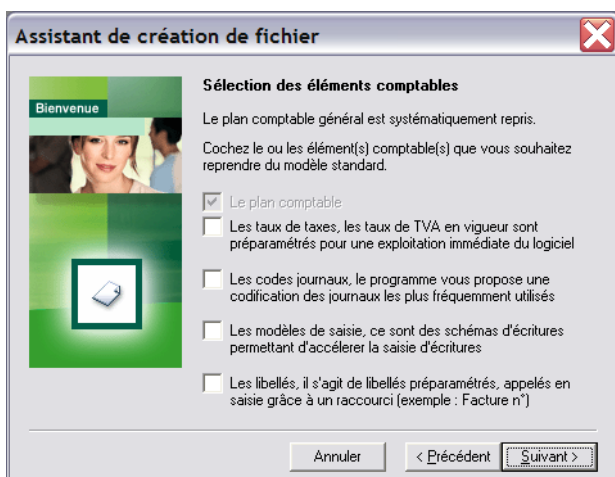 Assistant de création de fichier
Bienvenue
Sélection des éléments comptables
Le plan comptable général est systématiquement repris.
Cochez le ou les élément(s) comptable(s) que vous souhaitez
reprendre du modèle standard.
Le plan comptable
Les taux de taxes, les taux de TVA en vigueur sont
préparamétrés pour une exploitation immédiate du logiciel
Les codes journaux, le programme vous propose une
codification des journaux les plus fréquemment utilisés
Les modèles de saisie, ce sont des schémas d'écritures
permettant d'accélerer la saisie d'écritures
Les libellés, il s'agit de libellés préparamétrés, appelés en
saisie grâce à un raccourci (exemple : Facture n°)
Annuler
< Précédent
Suivant >